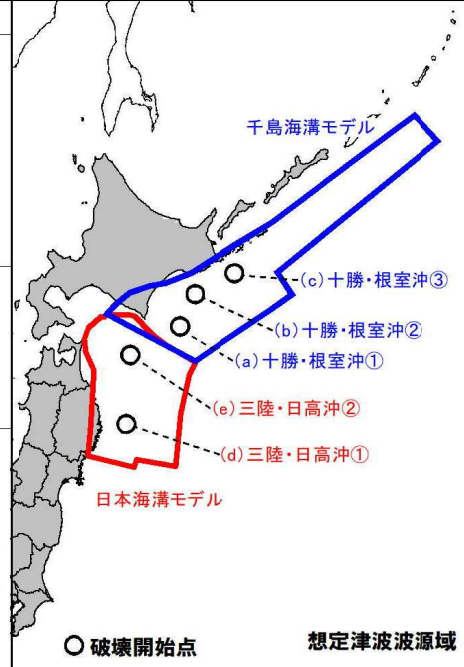 千島海溝モデル
(c)十勝・根室沖③
(b)十勝・根室沖②
(a)十勝・根室沖①
(e)三陸・日高沖②
(d)三陸・日高沖①
日本海溝モデル
破壊開始点
想定津波波源域